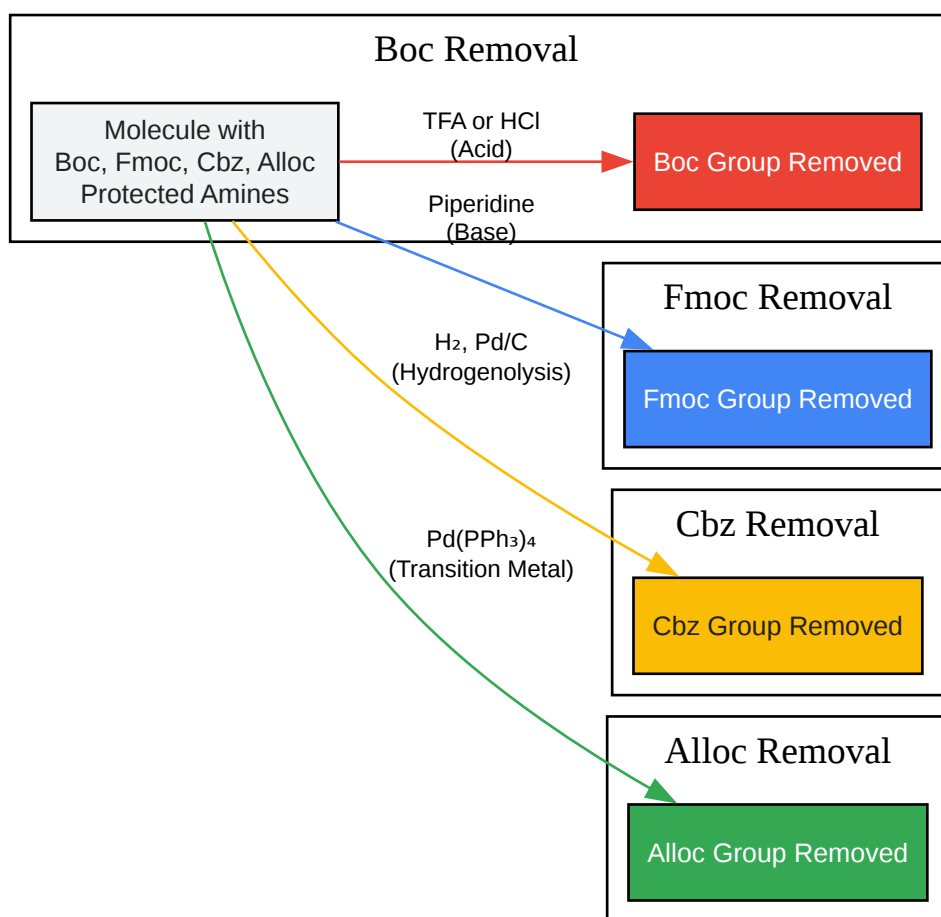 Boc Removal
Molecule with
Boc, Fmoc, Cbz, Alloc
Protected Amines
TFA or HCl
(Acid)
Boc Group Removed
Piperidine
(Base)
Fmoc Removal
H₂, Pd/C
(Hydrogenolysis)
Fmoc Group Removed
Cbz Removal
Pd(PPh₃)₄
(Transition Metal)
Cbz Group Removed
Alloc Removal
Alloc Group Removed